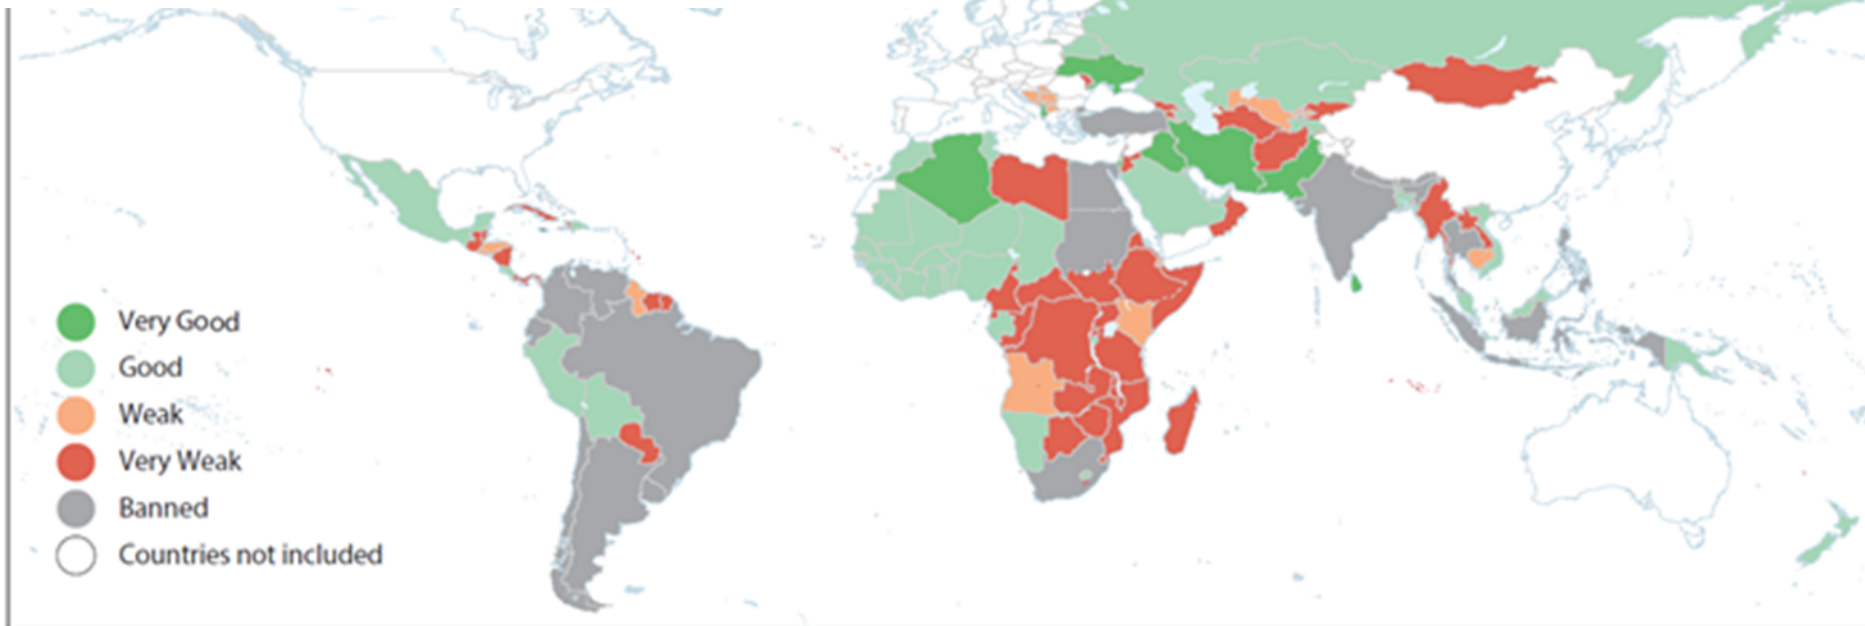 Very Good
Good
Weak
Very Weak
Banned
Countries not included